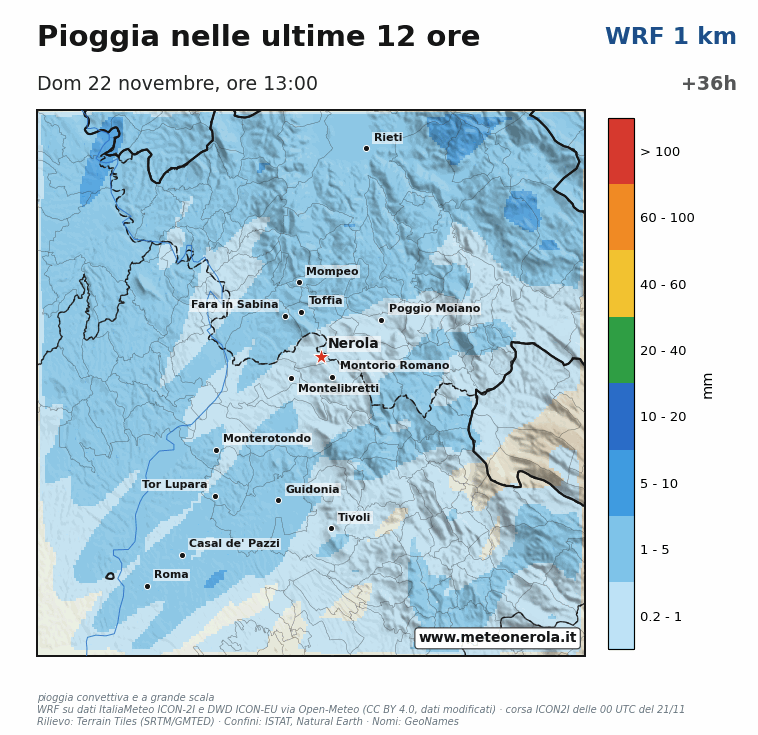 Pioggia nelle ultime 12 ore
WRF 1 km
Dom 22 novembre, ore 13:00
+36h
Rieti
Mompeo
Fara in Sabina
Toffia
Poggio Moiano
Nerola
Montorio Romano
Montelibretti
Monterotondo
Tor Lupara
Guidonia
Tivoli
Casal de' Pazzi
Roma
www.meteonerola.it
> 100
60 - 100
40 - 60
20 - 40
10 - 20
5 - 10
1 - 5
0.2 - 1
mm
pioggia convettiva e a grande scala
WRF su dati ItaliaMeteo ICON-2I e DWD ICON-EU via Open-Meteo (CC BY 4.0, dati modificati) · corsa ICON2I delle 00 UTC del 21/11
Rilievo: Terrain Tiles (SRTM/GMTED) · Confini: ISTAT, Natural Earth · Nomi: GeoNames